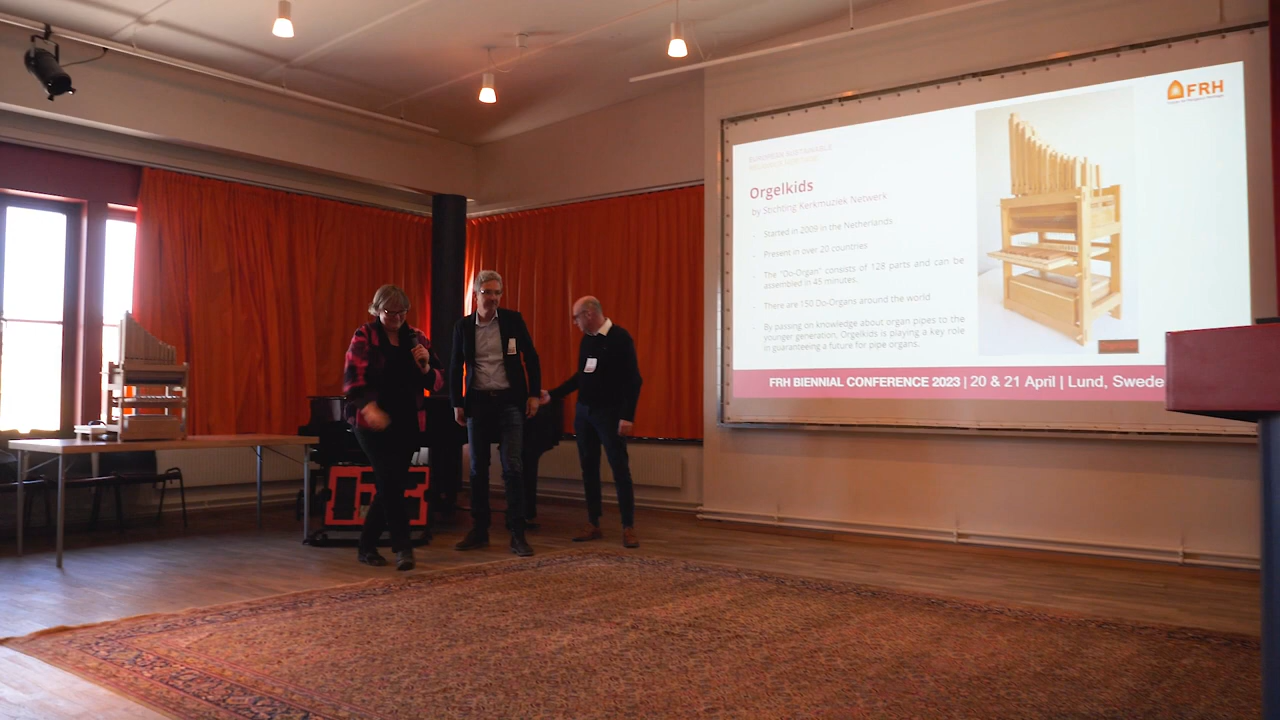 FRH
EUROPEAN SUSTAINABLE
Orgelkids
by Stichting Kerkmuziek Netwerk
- Started in 2009 in the Netherlands
- Present in over 20 countries
- The "Do-Organ" consists of 128 parts and can be
assembled in 45 minutes.
- There are 150 Do-Organs around the world
- By passing on knowledge about organ pipes to the
younger generation, Orgelkids is playing a key role
in guaranteeing a future for pipe organs.
FRH BIENNIAL CONFERENCE 2023 | 20 & 21 April | Lund, Swede